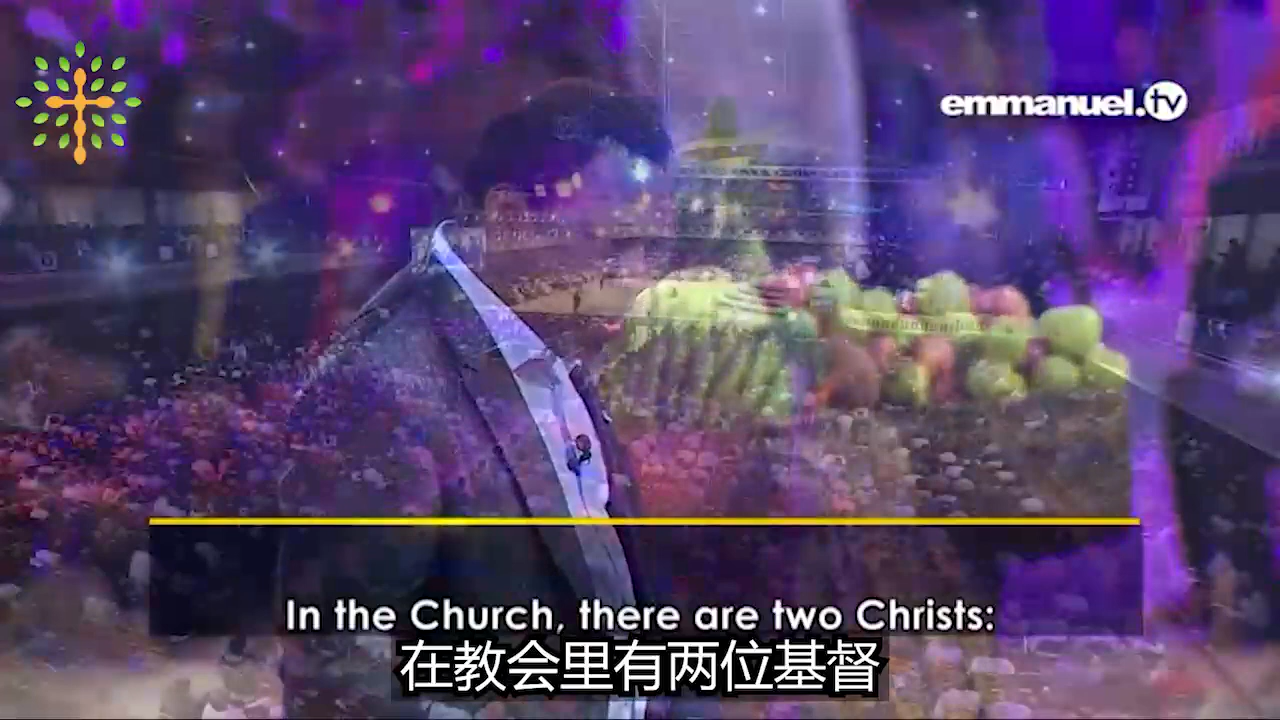 emmanuel.tv
In the Church, there are two Christs:
在教会里有两位基督